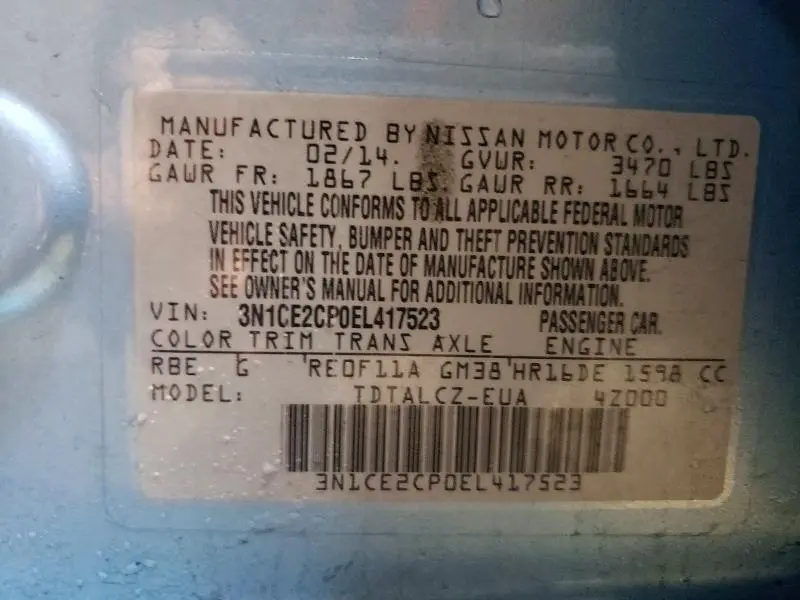 MANUFACTURED BY NISSAN MOTOR CO., LTD.
DATE: 02/14. GVWR: 3470 LBS
GAWR FR: 1867 LBS. GAWR RR: 1664 LBS
THIS VEHICLE CONFORMS TO ALL APPLICABLE FEDERAL MOTOR
VEHICLE SAFETY, BUMPER AND THEFT PREVENTION STANDARDS
IN EFFECT ON THE DATE OF MANUFACTURE SHOWN ABOVE.
SEE OWNER'S MANUAL FOR ADDITIONAL INFORMATION.
VIN: 3N1CE2CP0EL417523 PASSENGER CAR.
COLOR TRIM TRANS AXLE ENGINE
RBE G RE0F11A GM38 HR16DE 1598 CC
MODEL: TDTALCZ-EUA 4Z000
3N1CE2CP0EL417523